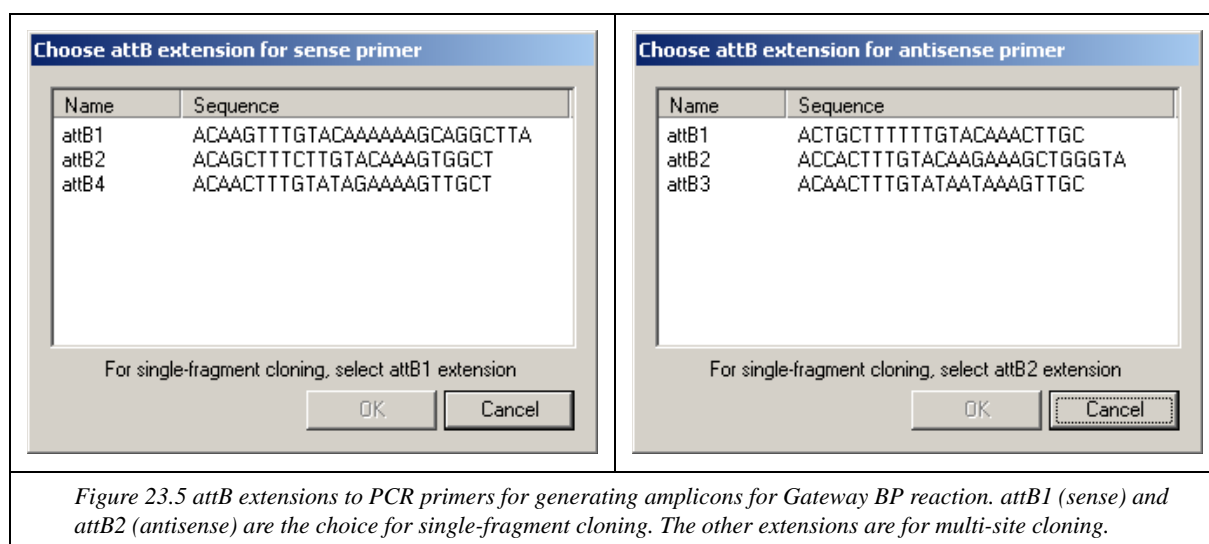 Choose attB extension for sense primer
Name Sequence
attB1 ACAAGTTTGTACAAAAAAGCAGGCTTA
attB2 ACAGCTTTCTTGTACAAAGTGGCT
attB4 ACAACTTTGTATAGAAAAGTTGCT
For single-fragment cloning, select attB1 extension
OK Cancel
Choose attB extension for antisense primer
Name Sequence
attB1 ACTGCTTTTTTGTACAAACTTGC
attB2 ACCACTTTGTACAAGAAAGCTGGGTA
attB3 ACAACTTTGTATAATAAAGTTGC
For single-fragment cloning, select attB2 extension
OK Cancel
Figure 23.5 attB extensions to PCR primers for generating amplicons for Gateway BP reaction. attB1 (sense) and
attB2 (antisense) are the choice for single-fragment cloning. The other extensions are for multi-site cloning.